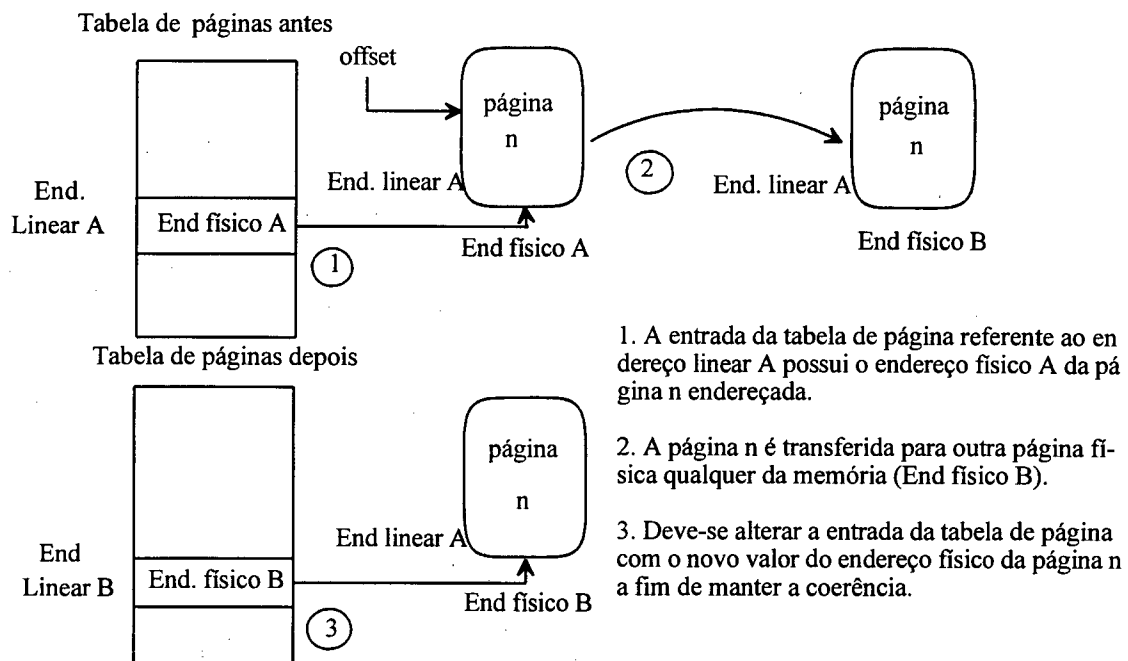 Tabela de páginas antes
offset
página
n
página
n
End. linear A
2
End. linear A
End.
Linear A
End físico A
End físico A
End físico B
1
Tabela de páginas depois
1. A entrada da tabela de página referente ao en
dereço linear A possui o endereço físico A da pá
gina n endereçada.
página
n
2. A página n é transferida para outra página fí-
sica qualquer da memória (End físico B).
End linear A
3. Deve-se alterar a entrada da tabela de página
com o novo valor do endereço físico da página n
a fim de manter a coerência.
End
Linear B
End. físico B
End físico B
3